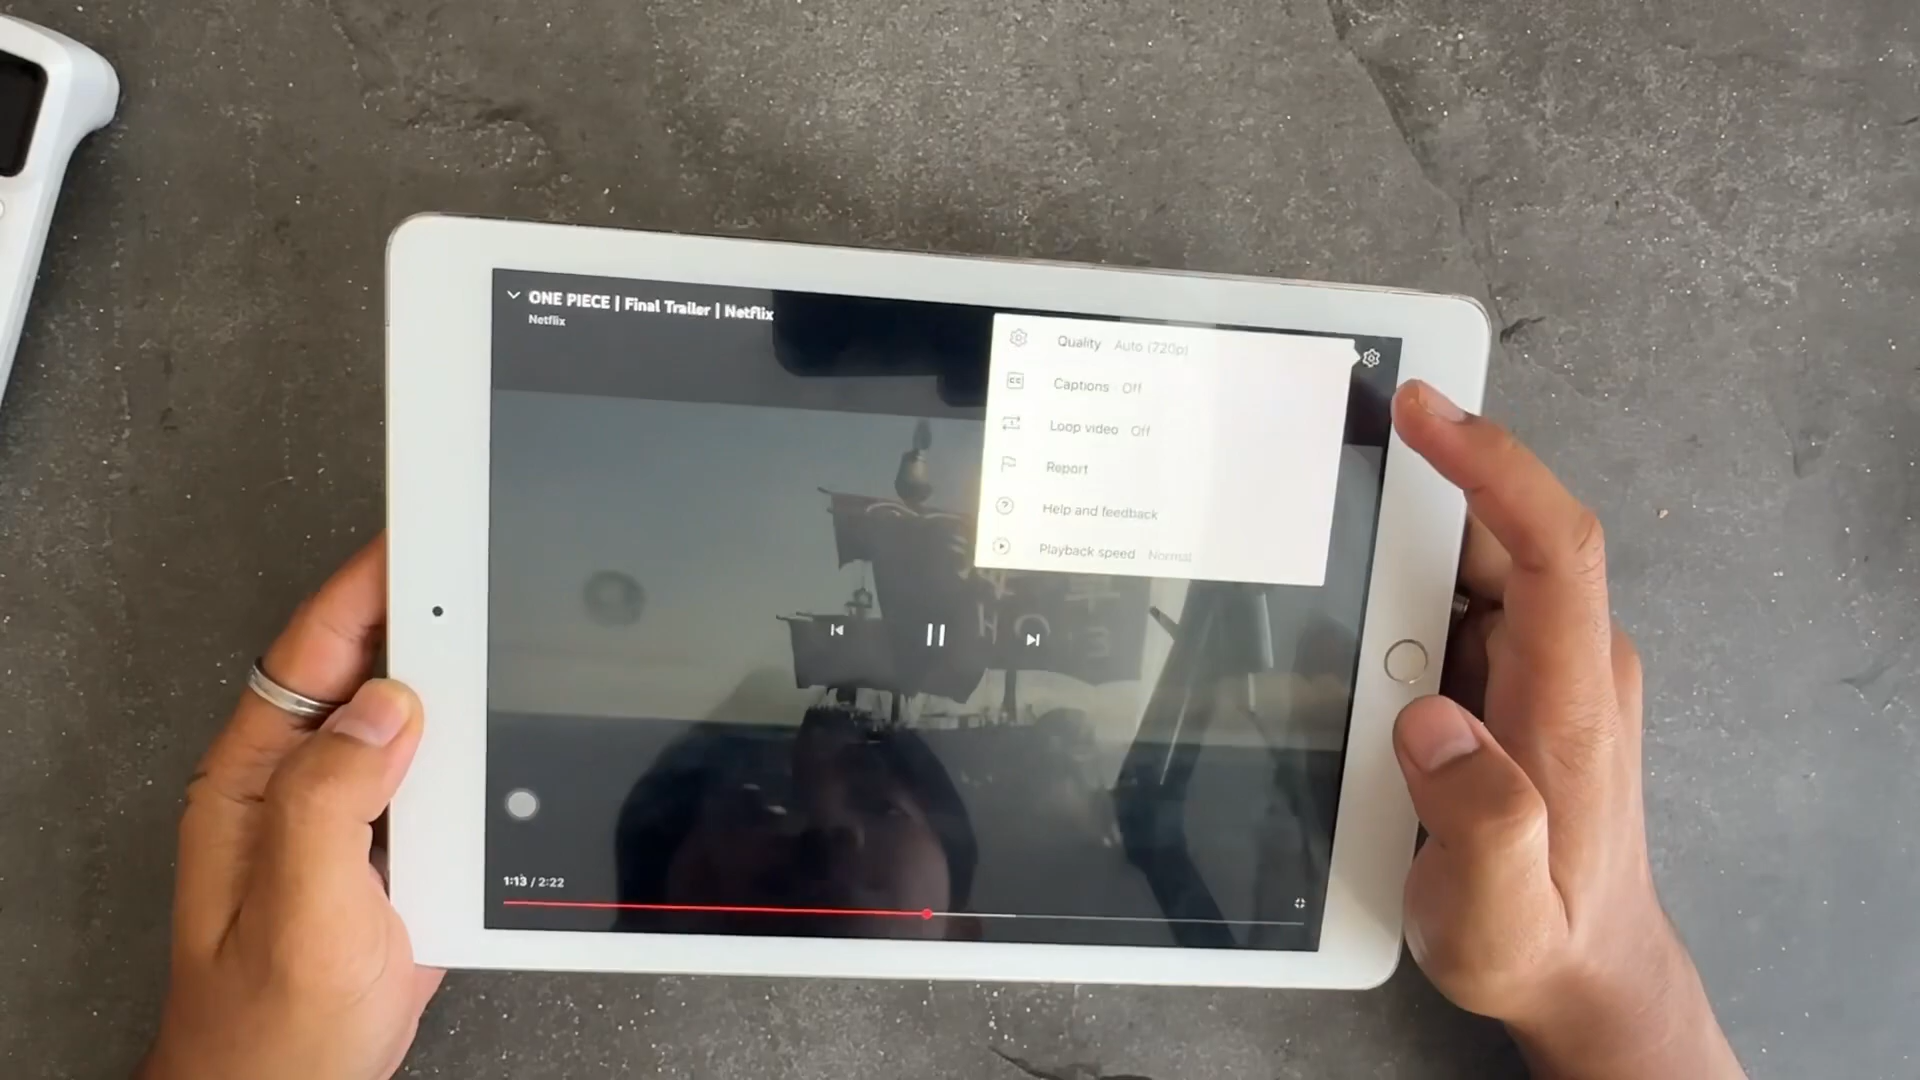 ONE PIECE | Final Trailer | Netflix
Netflix
Quality Auto (720p)
Captions · Off
Loop video · Off
Report
Help and feedback
Playback speed · Normal
1:13 / 2:22